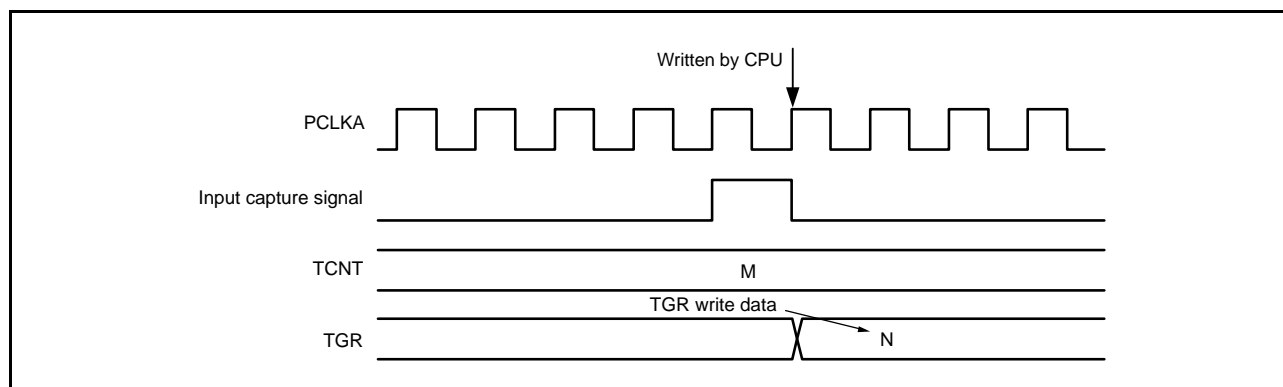 Written by CPU
PCLKA
Input capture signal
TCNT
M
TGR write data
TGR
N